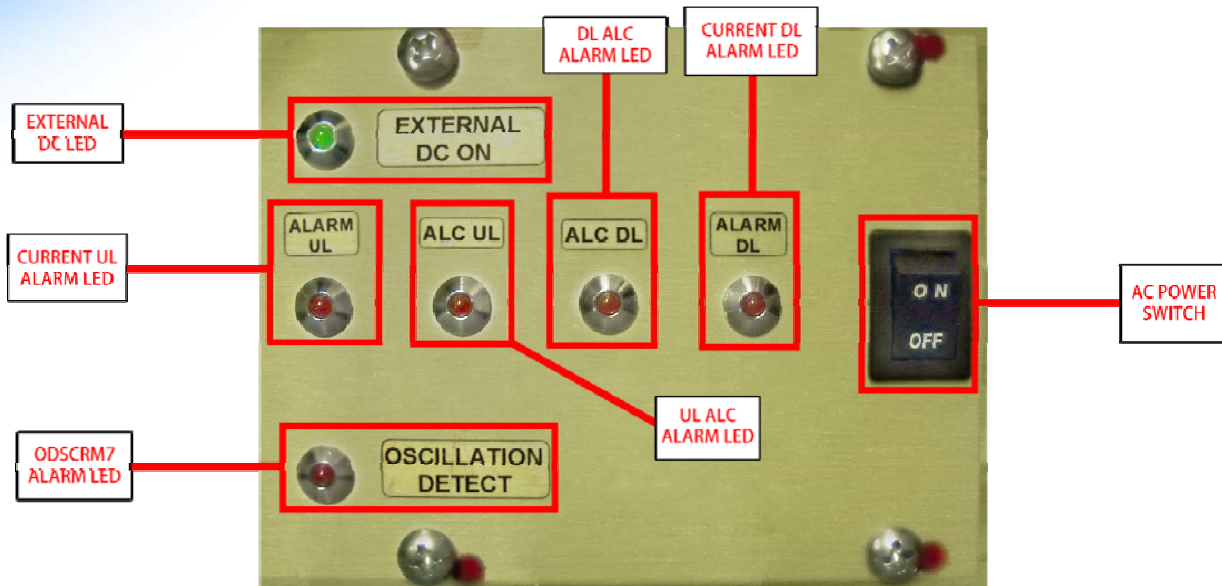 DL ALC
ALARM LED
CURRENT DL
ALARM LED
EXTERNAL
DC LED
EXTERNAL
DC ON
ALARM
UL
ALC UL
ALC DL
ALARM
DL
CURRENT UL
ALARM LED
ON
OFF
AC POWER
SWITCH
UL ALC
ALARM LED
ODSCRM7
ALARM LED
OSCILLATION
DETECT